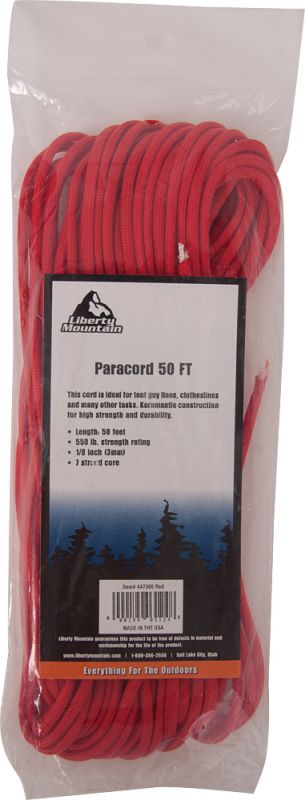 Liberty
Mountain
Paracord 50 FT
This cord is ideal for tent guy lines, clotheslines
and many other tasks. Kernmantle construction
for high strength and durability.
• Length: 50 feet
• 550 lb. strength rating
• 1/8 inch (3mm)
• 7 strand core
Item# 447360 Red
MADE IN THE USA
Liberty Mountain guarantees this product to be free of defects in material and
workmanship for the life of the product.
www.libertymountain.com | 1-800-366-2666 | Salt Lake City, Utah
Everything For The Outdoors